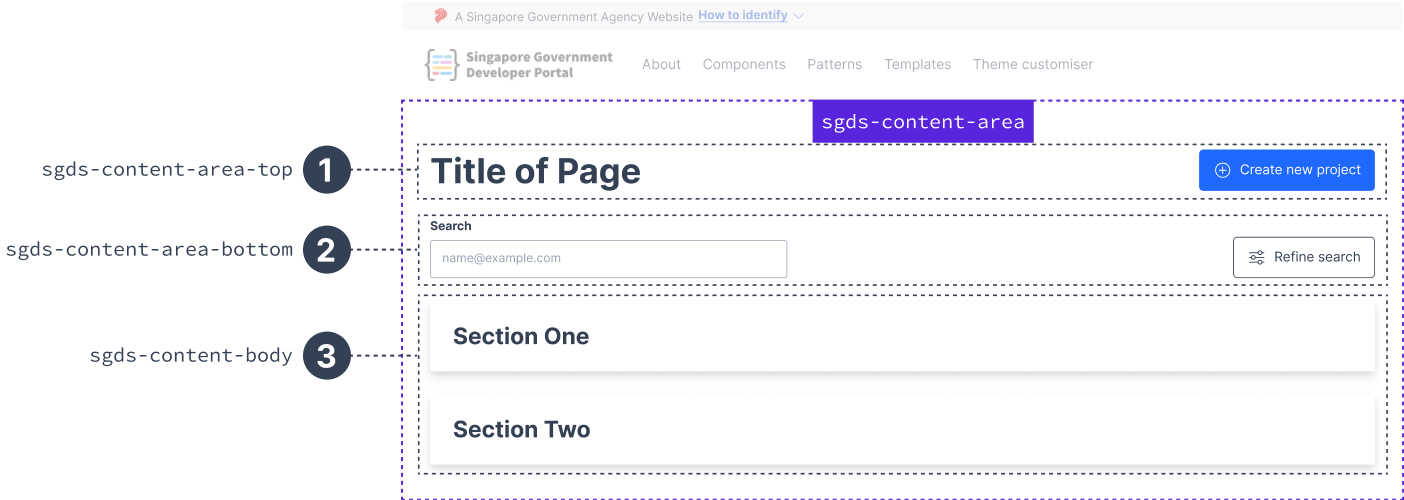 A Singapore Government Agency Website How to identify
Singapore Government
Developer Portal
About Components Patterns Templates Theme customiser
sgds-content-area
sgds-content-area-top 1
Title of Page
Create new project
sgds-content-area-bottom 2
Search
name@example.com
Refine search
sgds-content-body 3
Section One
Section Two